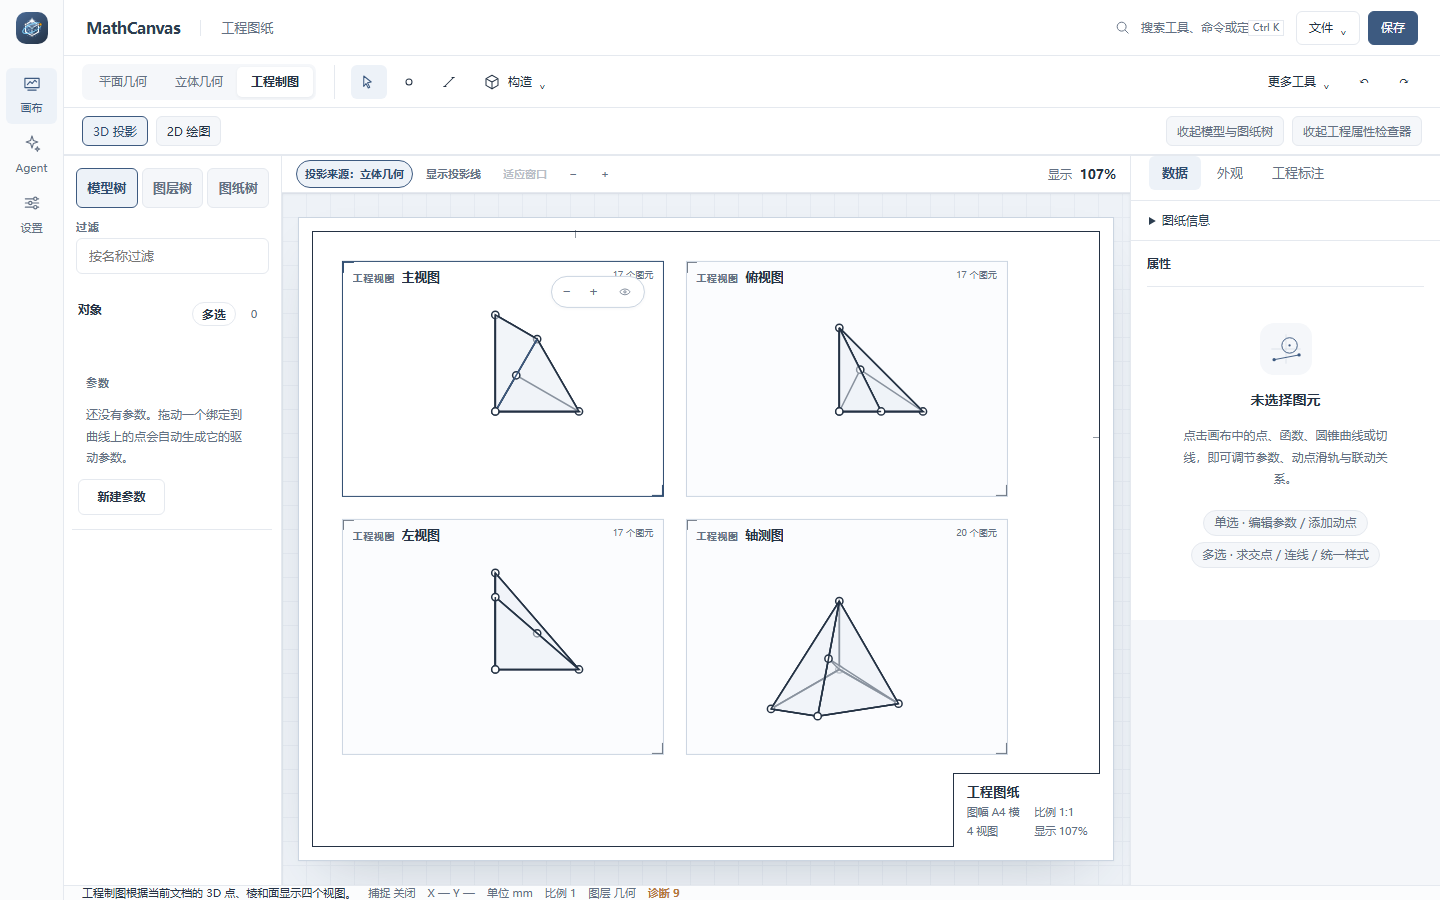 MathCanvas
工程图纸
搜索工具、命令或定 Ctrl K
文件
保存
画布
Agent
设置
平面几何
立体几何
工程制图
构造
更多工具
3D 投影
2D 绘图
收起模型与图纸树
收起工程属性检查器
模型树
图层树
图纸树
过滤
按名称过滤
对象
多选
0
参数
还没有参数。拖动一个绑定到
曲线上的点会自动生成它的驱
动参数。
新建参数
投影来源：立体几何
显示投影线
适应窗口
− +
显示 107%
工程视图 主视图
17 个图元
− +
工程视图 俯视图
17 个图元
工程视图 左视图
17 个图元
工程视图 轴测图
20 个图元
工程图纸
图幅 A4 横 比例 1:1
4 视图 显示 107%
数据
外观
工程标注
图纸信息
属性
未选择图元
点击画布中的点、函数、圆锥曲线或切
线，即可调节参数、动点滑轨与联动关
系。
单选 · 编辑参数 / 添加动点
多选 · 求交点 / 连线 / 统一样式
工程制图根据当前文档的 3D 点、棱和面显示四个视图。 捕捉 关闭 X — Y — 单位 mm 比例 1 图层 几何 诊断 9